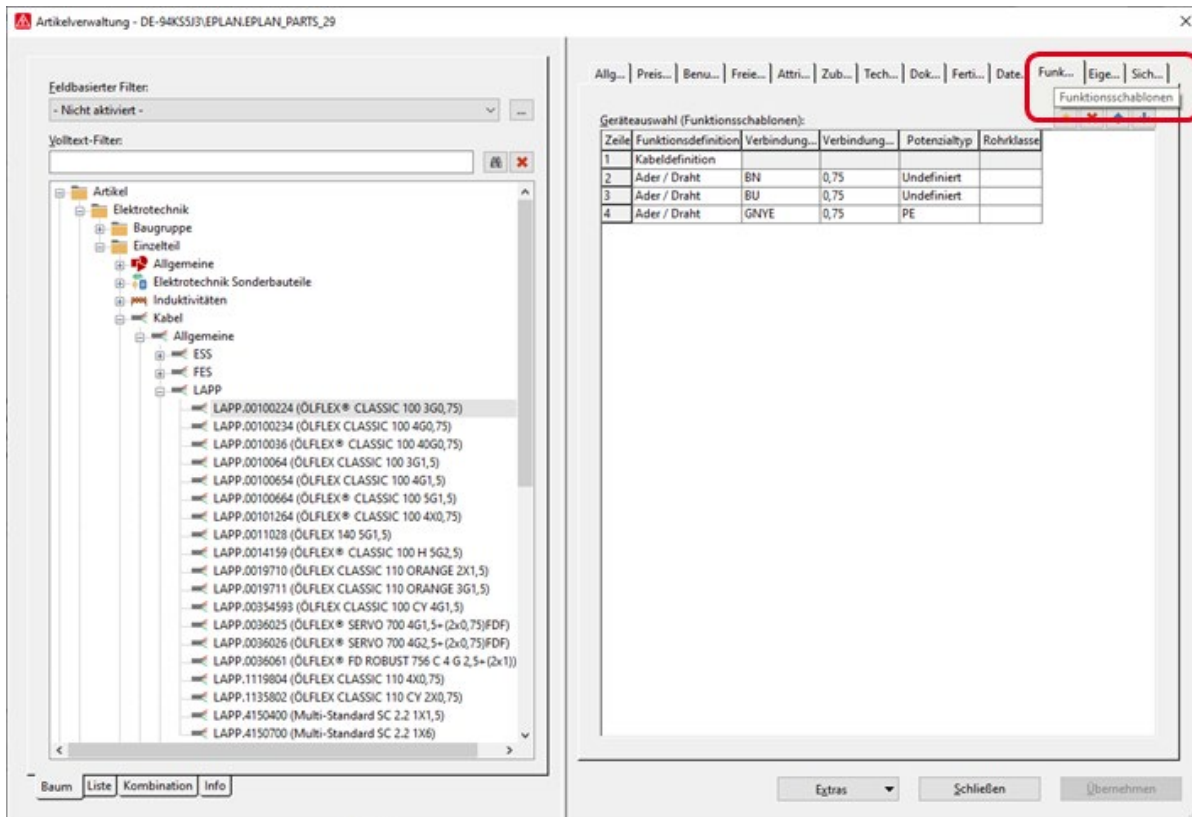 Artikelverwaltung - DE-94KS5J3\EPLAN.EPLAN_PARTS_29
Feldbasierter Filter:
- Nicht aktiviert -
...
Volltext-Filter:
Artikel
Elektrotechnik
Baugruppe
Einzelteil
Allgemeine
Elektrotechnik Sonderbauteile
Induktivitäten
Kabel
Allgemeine
ESS
FES
LAPP
LAPP.00100224 (ÖLFLEX® CLASSIC 100 3G0,75)
LAPP.00100234 (ÖLFLEX CLASSIC 100 4G0,75)
LAPP.0010036 (ÖLFLEX® CLASSIC 100 40G0,75)
LAPP.0010064 (ÖLFLEX CLASSIC 100 3G1,5)
LAPP.00100654 (ÖLFLEX CLASSIC 100 4G1,5)
LAPP.00100664 (ÖLFLEX® CLASSIC 100 5G1,5)
LAPP.00101264 (ÖLFLEX® CLASSIC 100 4X0,75)
LAPP.0011028 (ÖLFLEX 140 5G1,5)
LAPP.0014159 (ÖLFLEX® CLASSIC 100 H 5G2,5)
LAPP.0019710 (ÖLFLEX CLASSIC 110 ORANGE 2X1,5)
LAPP.0019711 (ÖLFLEX CLASSIC 110 ORANGE 3G1,5)
LAPP.00354593 (ÖLFLEX CLASSIC 100 CY 4G1,5)
LAPP.0036025 (ÖLFLEX® SERVO 700 4G1,5+(2x0,75)FDF)
LAPP.0036026 (ÖLFLEX® SERVO 700 4G2,5+(2x0,75)FDF)
LAPP.0036061 (ÖLFLEX® FD ROBUST 756 C 4 G 2,5+(2x1))
LAPP.1119804 (ÖLFLEX CLASSIC 110 4X0,75)
LAPP.1135802 (ÖLFLEX CLASSIC 110 CY 2X0,75)
LAPP.4150400 (Multi-Standard SC 2.2 1X1,5)
LAPP.4150700 (Multi-Standard SC 2.2 1X6)
Baum Liste Kombination Info
Allg... Preis... Benu... Freie... Attri... Zub... Tech... Dok... Ferti... Date... Funk... Eige... Sich...
Funktionsschablonen
Geräteauswahl (Funktionsschablonen):
Zeile Funktionsdefinition Verbindung... Verbindung... Potenzialtyp Rohrklasse
1 Kabeldefinition
2 Ader / Draht BN 0,75 Undefiniert
3 Ader / Draht BU 0,75 Undefiniert
4 Ader / Draht GNYE 0,75 PE
Extras Schließen Übernehmen